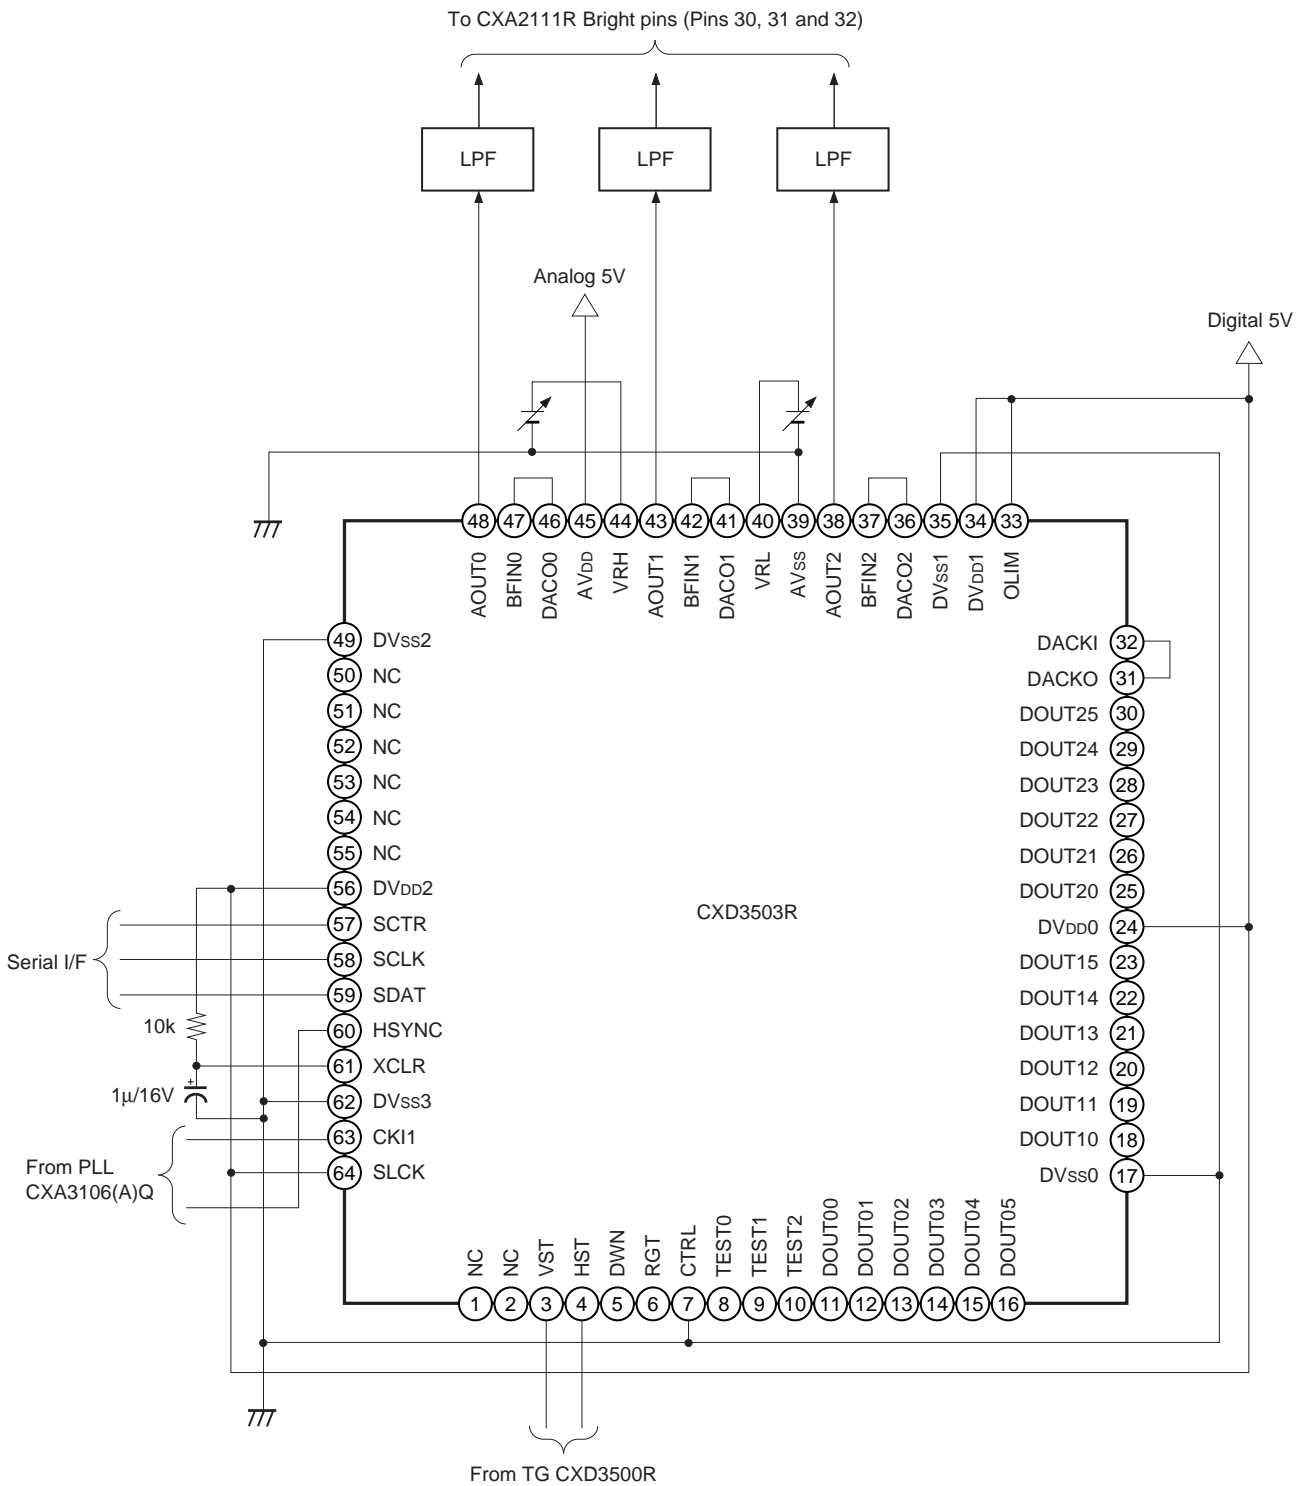 To CXA2111R Bright pins (Pins 30, 31 and 32)
LPF
LPF
LPF
Analog 5V
Digital 5V
48
47
46
45
44
43
42
41
40
39
38
37
36
35
34
33
AOUT0
BFIN0
DACO0
AVDD
VRH
AOUT1
BFIN1
DACO1
VRL
AVSS
AOUT2
BFIN2
DACO2
DVSS1
DVDD1
OLIM
49 DVSS2
50 NC
51 NC
52 NC
53 NC
54 NC
55 NC
56 DVDD2
57 SCTR
58 SCLK
59 SDAT
60 HSYNC
61 XCLR
62 DVSS3
63 CKI1
64 SLCK
Serial I/F
10k
+
1μ/16V
From PLL
CXA3106(A)Q
CXD3503R
DACKI 32
DACKO 31
DOUT25 30
DOUT24 29
DOUT23 28
DOUT22 27
DOUT21 26
DOUT20 25
DVDD0 24
DOUT15 23
DOUT14 22
DOUT13 21
DOUT12 20
DOUT11 19
DOUT10 18
DVSS0 17
NC
NC
VST
HST
DWN
RGT
CTRL
TEST0
TEST1
TEST2
DOUT00
DOUT01
DOUT02
DOUT03
DOUT04
DOUT05
1
2
3
4
5
6
7
8
9
10
11
12
13
14
15
16
From TG CXD3500R